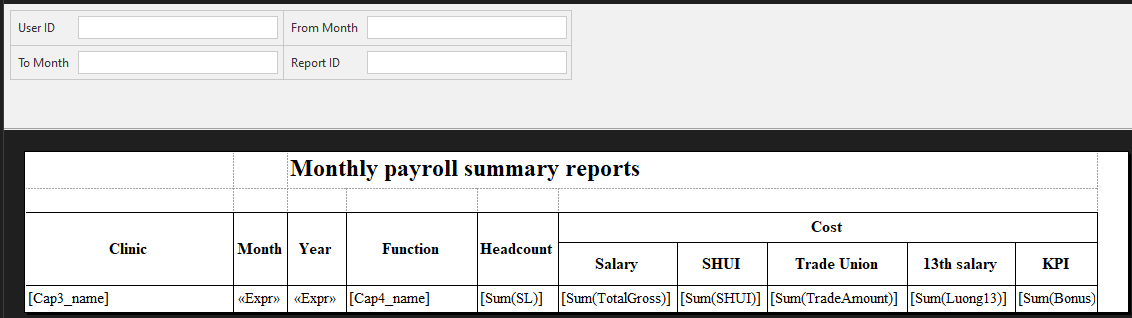 User ID From Month
To Month Report ID
Monthly payroll summary reports
Cost
Clinic Month Year Function Headcount
Salary SHUI Trade Union 13th salary KPI
[Cap3_name] «Expr» «Expr» [Cap4_name] [Sum(SL)] [Sum(TotalGross)] [Sum(SHUI)] [Sum(TradeAmount)] [Sum(Luong13)] [Sum(Bonus)